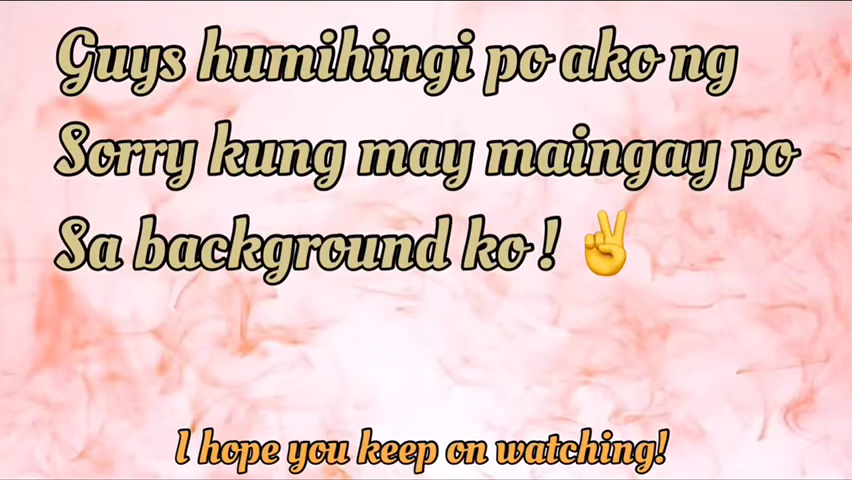 Guys humihingi po ako ng
Sorry kung may maingay po
Sa background ko ! ✌️
I hope you keep on watching!